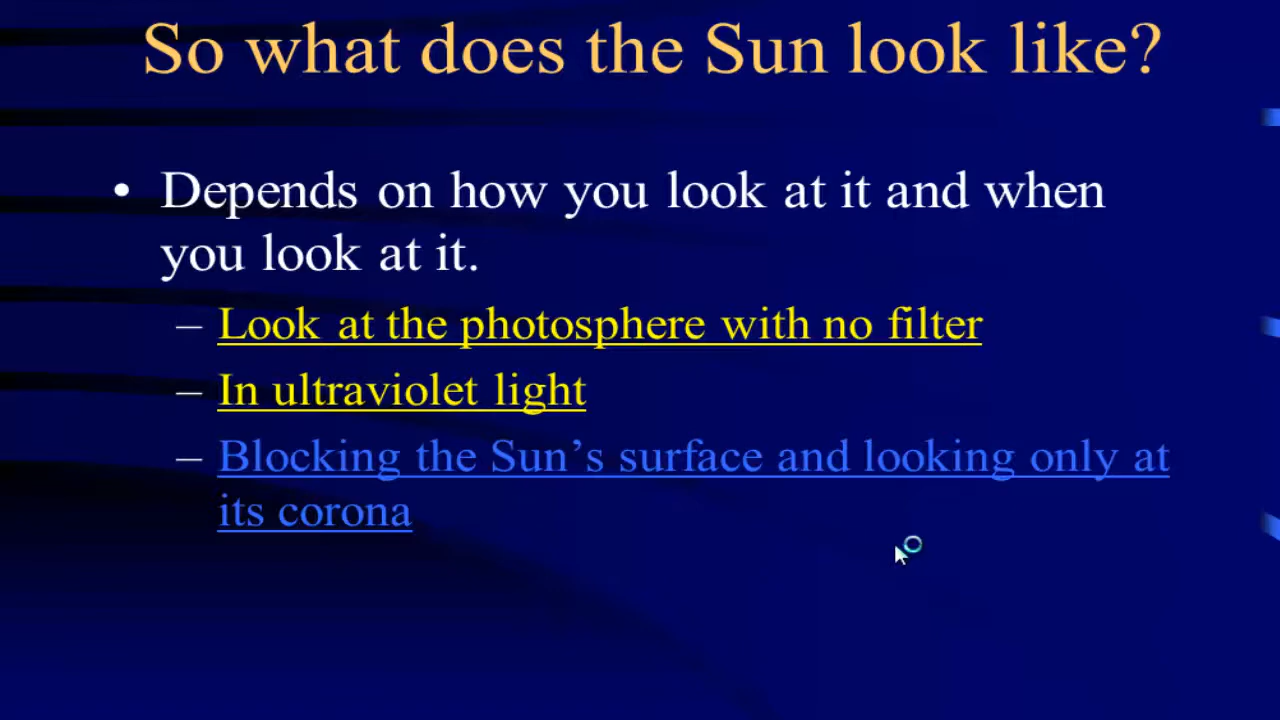 So what does the Sun look like?
• Depends on how you look at it and when
you look at it.
– Look at the photosphere with no filter
– In ultraviolet light
– Blocking the Sun’s surface and looking only at
its corona